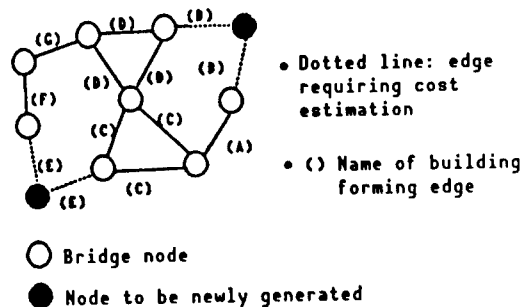 (G)
(D)
(B)
(D)
(D)
(B)
(F)
(C)
(C)
(A)
(E)
(E)
(C)
• Dotted line: edge
requiring cost
estimation
• () Name of building
forming edge
Bridge node
Node to be newly generated